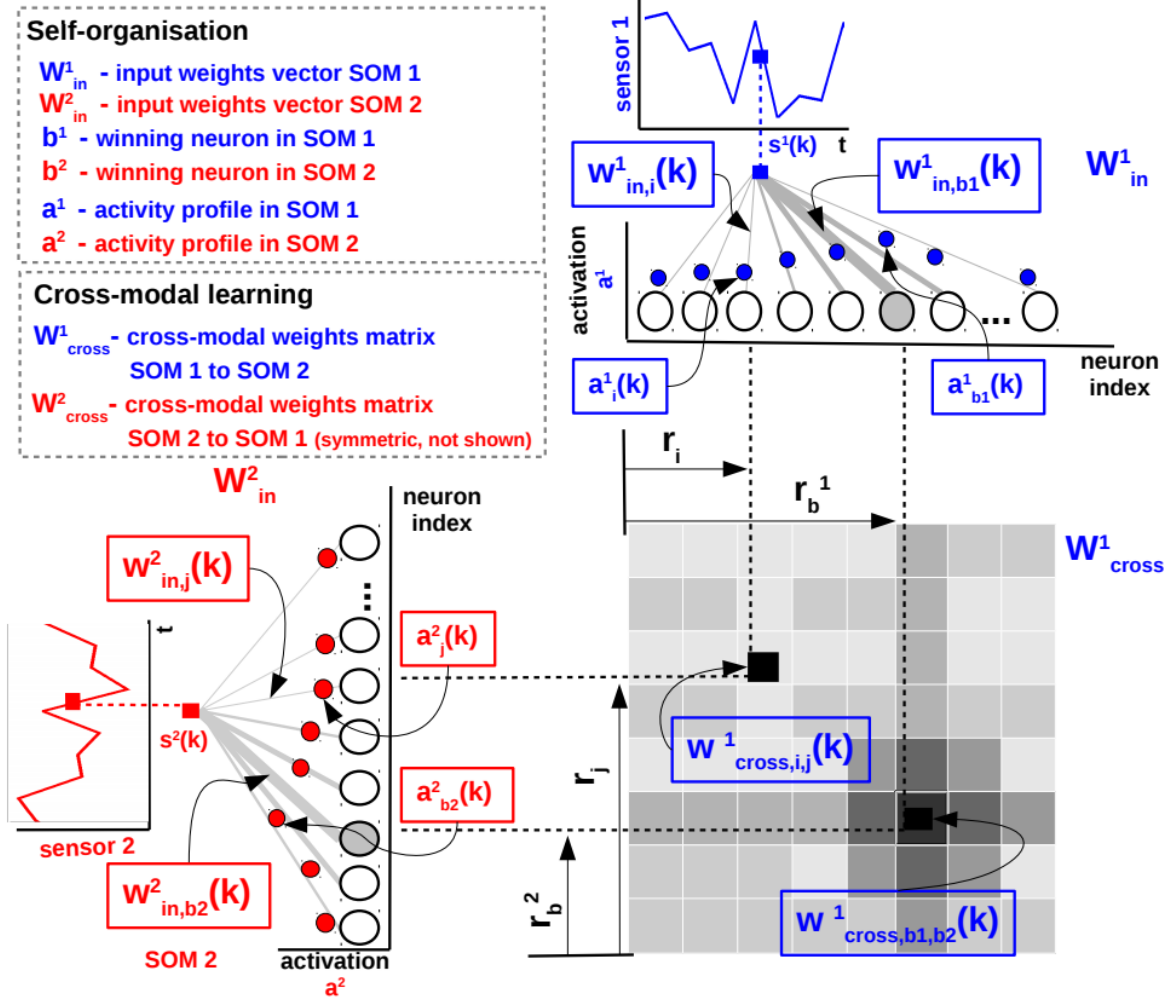 Self-organisation
W¹in - input weights vector SOM 1
W²in - input weights vector SOM 2
b¹ - winning neuron in SOM 1
b² - winning neuron in SOM 2
a¹ - activity profile in SOM 1
a² - activity profile in SOM 2
Cross-modal learning
W¹cross- cross-modal weights matrix
SOM 1 to SOM 2
W²cross- cross-modal weights matrix
SOM 2 to SOM 1 (symmetric, not shown)
sensor 1
s¹(k)
t
w¹in,i(k)
w¹in,b1(k)
W¹in
activation
a¹
...
neuron
index
a¹i(k)
a¹b1(k)
ri
rb¹
W²in
neuron
index
w²in,j(k)
...
t
a²j(k)
s²(k)
a²b2(k)
sensor 2
w²in,b2(k)
SOM 2
activation
a²
W¹cross
w¹cross,i,j(k)
rj
rb²
w¹cross,b1,b2(k)